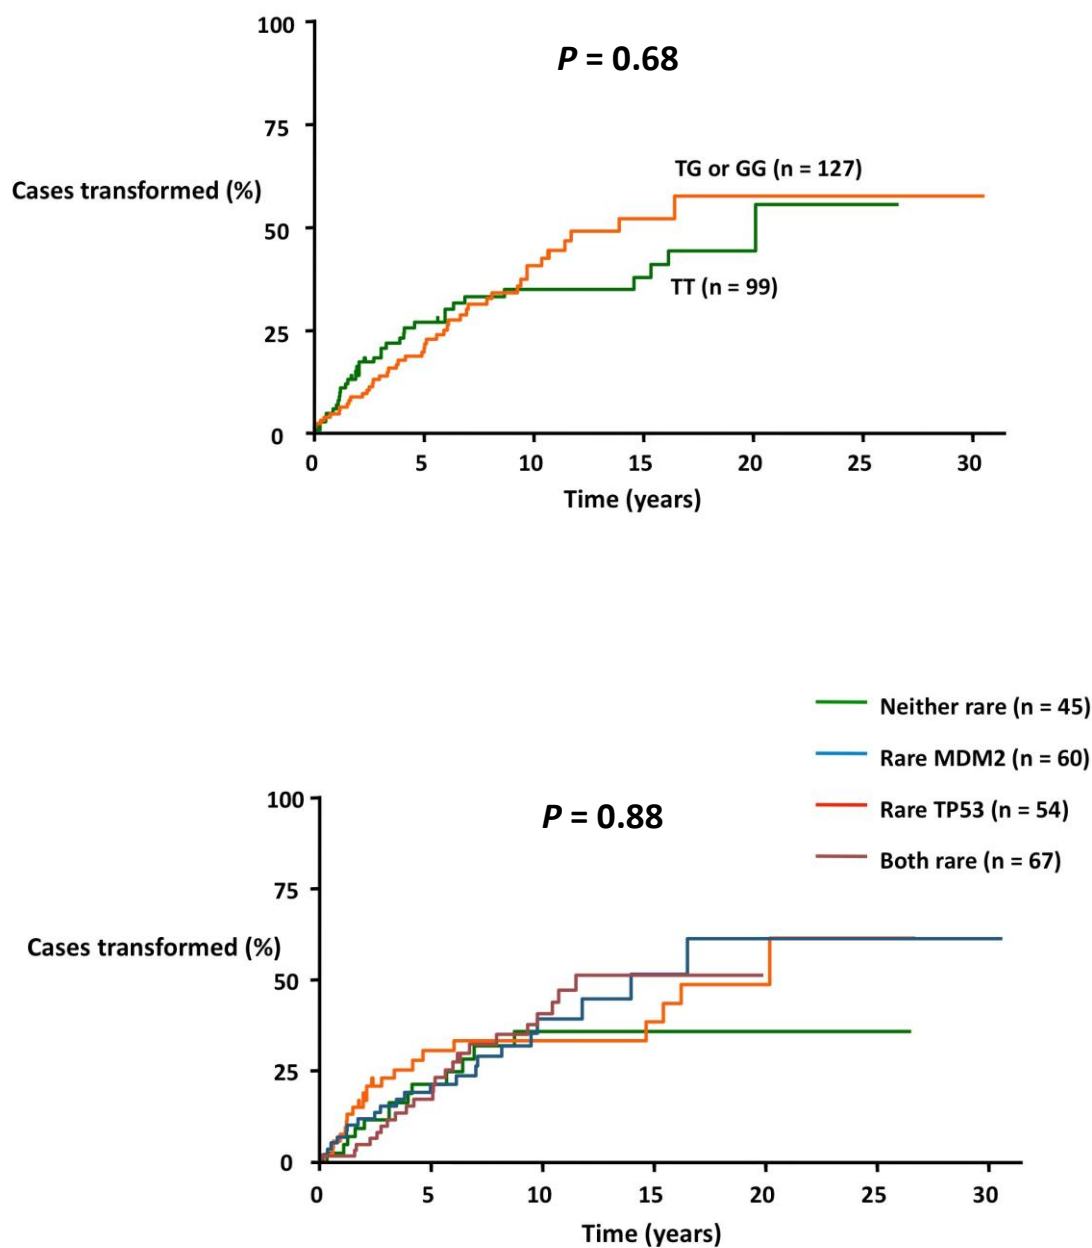 100
P = 0.68
75
TG or GG (n = 127)
Cases transformed (%)
50
TT (n = 99)
25
0
0 5 10 15 20 25 30
Time (years)
Neither rare (n = 45)
Rare MDM2 (n = 60)
Rare TP53 (n = 54)
Both rare (n = 67)
100
P = 0.88
75
Cases transformed (%)
50
25
0
0 5 10 15 20 25 30
Time (years)